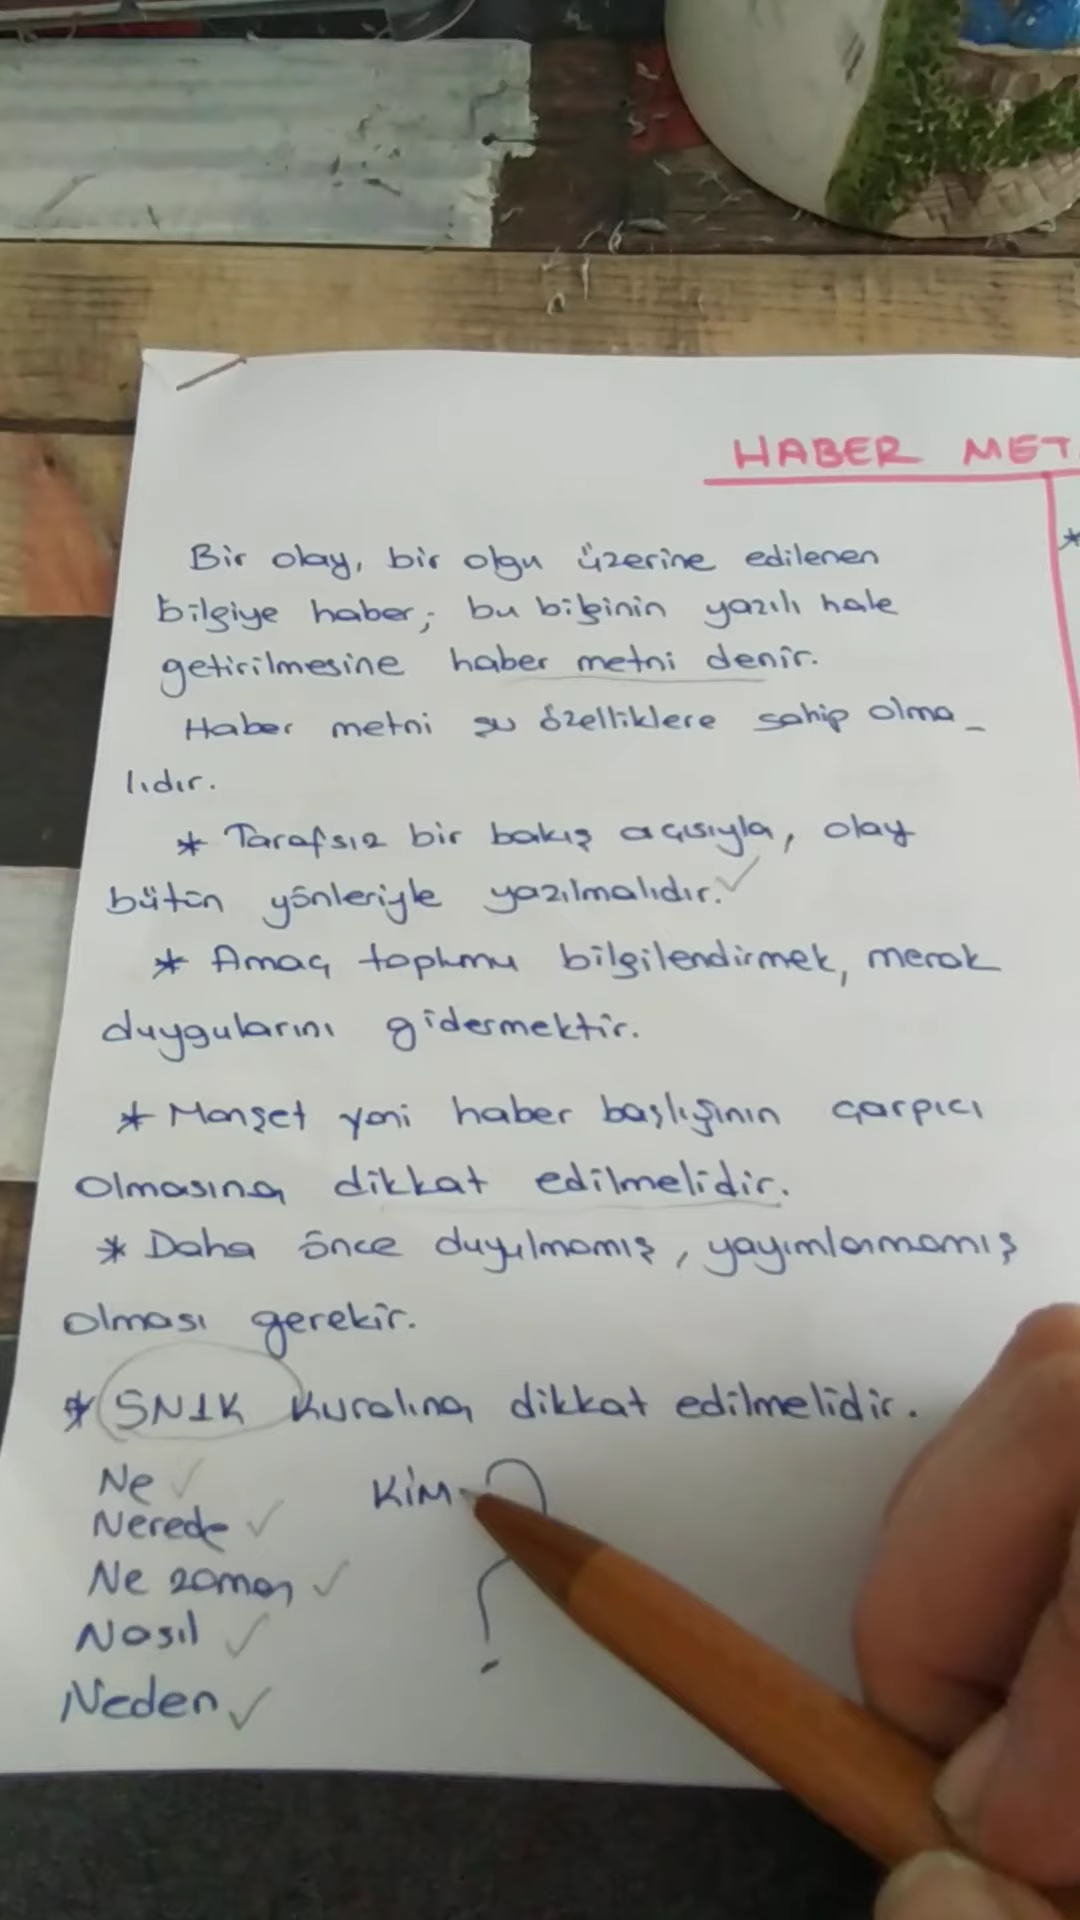 HABER MET
Bir olay, bir olgu üzerine edilenen
bilgiye haber; bu bilginin yazılı hale
getirilmesine haber metni denir.
Haber metni şu özelliklere sahip olma_
lıdır.
* Tarafsız bir bakış açısıyla, olay
bütün yönleriyle yazılmalıdır.
* Amaç toplumu bilgilendirmek, merak
duygularını gidermektir.
* Manşet yani haber başlığının çarpıcı
olmasına dikkat edilmelidir.
* Daha önce duyulmamış, yayımlanmamış
olması gerekir.
* 5N1K kuralına dikkat edilmelidir.
Ne
Nerede
Ne zaman
Nasıl
Neden
KİM
?
*